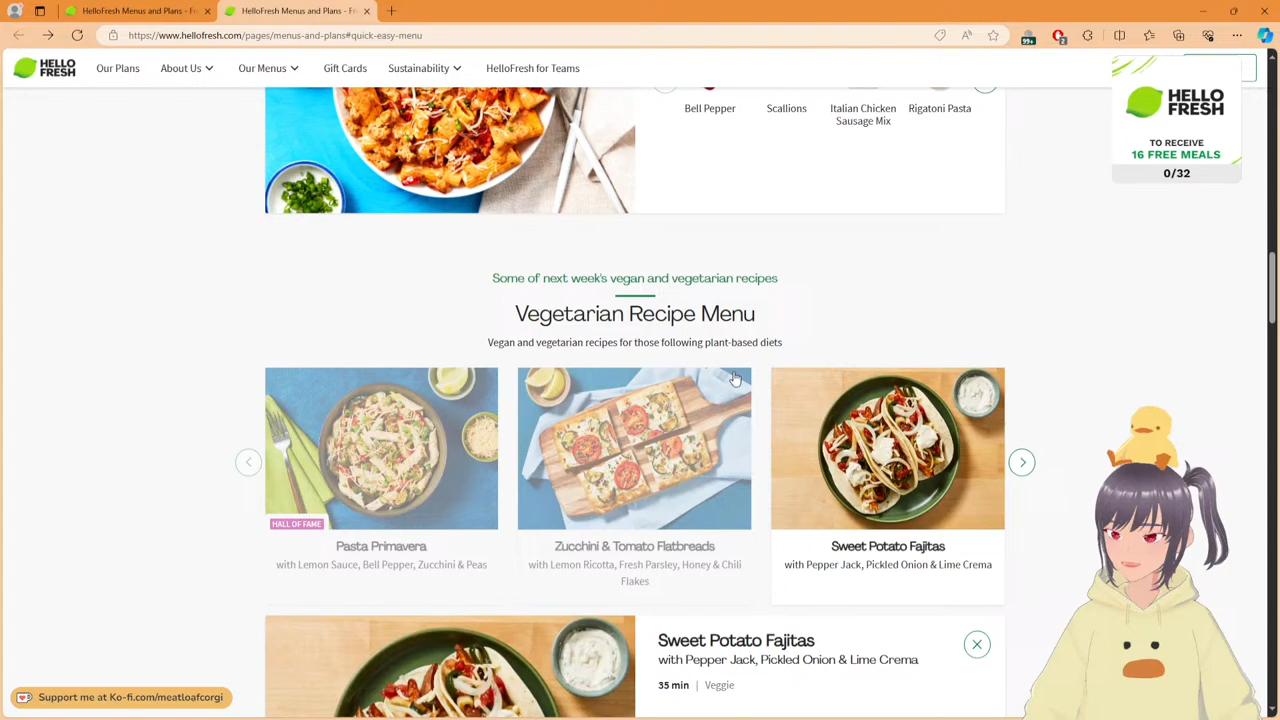 HelloFresh Menus and Plans - Fr
HelloFresh Menus and Plans - Fr
https://www.hellofresh.com/pages/menus-and-plans#quick-easy-menu
99+
2
HELLO
FRESH
Our Plans
About Us
Our Menus
Gift Cards
Sustainability
HelloFresh for Teams
HELLO
FRESH
TO RECEIVE
16 FREE MEALS
0/32
Bell Pepper
Scallions
Italian Chicken
Sausage Mix
Rigatoni Pasta
Some of next week's vegan and vegetarian recipes
Vegetarian Recipe Menu
Vegan and vegetarian recipes for those following plant-based diets
HALL OF FAME
Pasta Primavera
with Lemon Sauce, Bell Pepper, Zucchini & Peas
Zucchini & Tomato Flatbreads
with Lemon Ricotta, Fresh Parsley, Honey & Chili
Flakes
Sweet Potato Fajitas
with Pepper Jack, Pickled Onion & Lime Crema
Sweet Potato Fajitas
with Pepper Jack, Pickled Onion & Lime Crema
35 min | Veggie
Support me at Ko-fi.com/meatloafcorgi